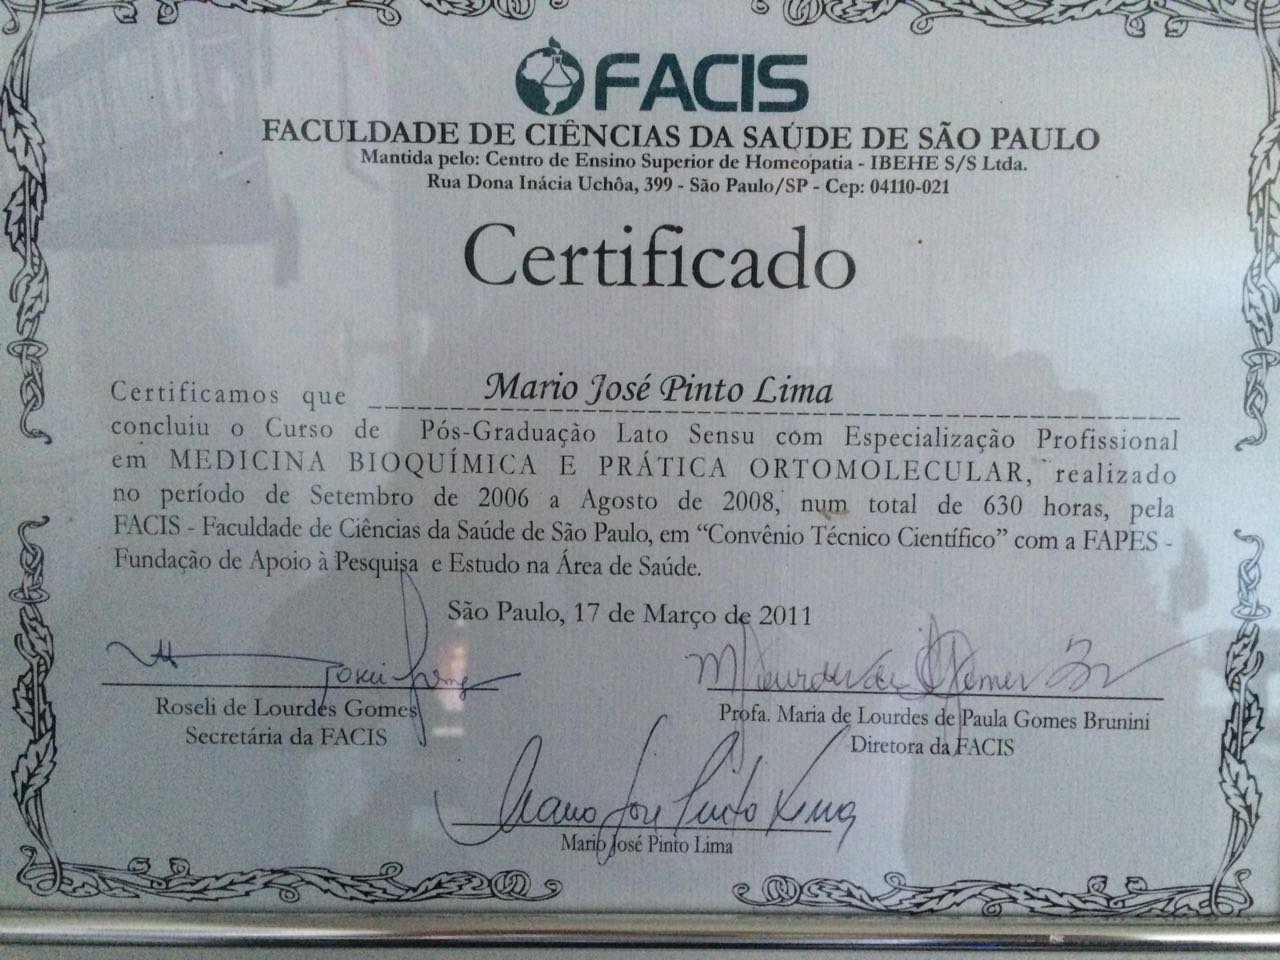 FACIS
FACULDADE DE CIÊNCIAS DA SAÚDE DE SÃO PAULO
Mantida pelo: Centro de Ensino Superior de Homeopatia - IBEHE S/S Ltda.
Rua Dona Inácia Uchôa, 399 - São Paulo/SP - Cep: 04110-021
Certificado
Certificamos que Mario José Pinto Lima
concluiu o Curso de Pós-Graduação Lato Sensu com Especialização Profissional
em MEDICINA BIOQUÍMICA E PRÁTICA ORTOMOLECULAR, realizado
no período de Setembro de 2006 a Agosto de 2008, num total de 630 horas, pela
FACIS - Faculdade de Ciências da Saúde de São Paulo, em “Convênio Técnico Científico” com a FAPES -
Fundação de Apoio à Pesquisa e Estudo na Área de Saúde.
São Paulo, 17 de Março de 2011
Roseli de Lourdes Gomes
Secretária da FACIS
Profa. Maria de Lourdes de Paula Gomes Brunini
Diretora da FACIS
Mario José Pinto Lima
Mario José Pinto Lima